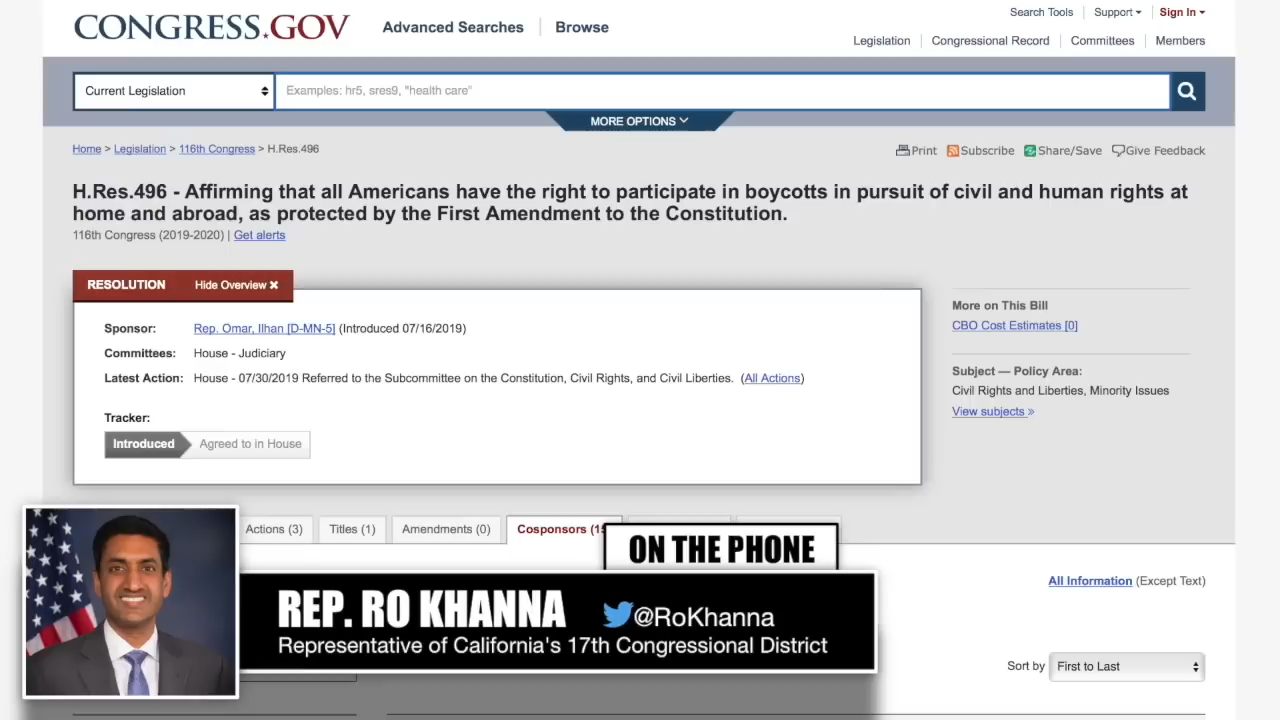 CONGRESS.GOV
Advanced Searches
Browse
Search Tools
Support
Sign In
Legislation
Congressional Record
Committees
Members
Current Legislation
Examples: hr5, sres9, "health care"
MORE OPTIONS
Home > Legislation > 116th Congress > H.Res.496
Print
Subscribe
Share/Save
Give Feedback
H.Res.496 - Affirming that all Americans have the right to participate in boycotts in pursuit of civil and human rights at
home and abroad, as protected by the First Amendment to the Constitution.
116th Congress (2019-2020) | Get alerts
RESOLUTION
Hide Overview ✖
Sponsor: Rep. Omar, Ilhan [D-MN-5] (Introduced 07/16/2019)
Committees: House - Judiciary
Latest Action: House - 07/30/2019 Referred to the Subcommittee on the Constitution, Civil Rights, and Civil Liberties. (All Actions)
Tracker:
Introduced
Agreed to in House
More on This Bill
CBO Cost Estimates [0]
Subject — Policy Area:
Civil Rights and Liberties, Minority Issues
View subjects »
Actions (3)
Titles (1)
Amendments (0)
Cosponsors
ON THE PHONE
All Information (Except Text)
REP. RO KHANNA
@RoKhanna
Representative of California's 17th Congressional District
Sort by
First to Last